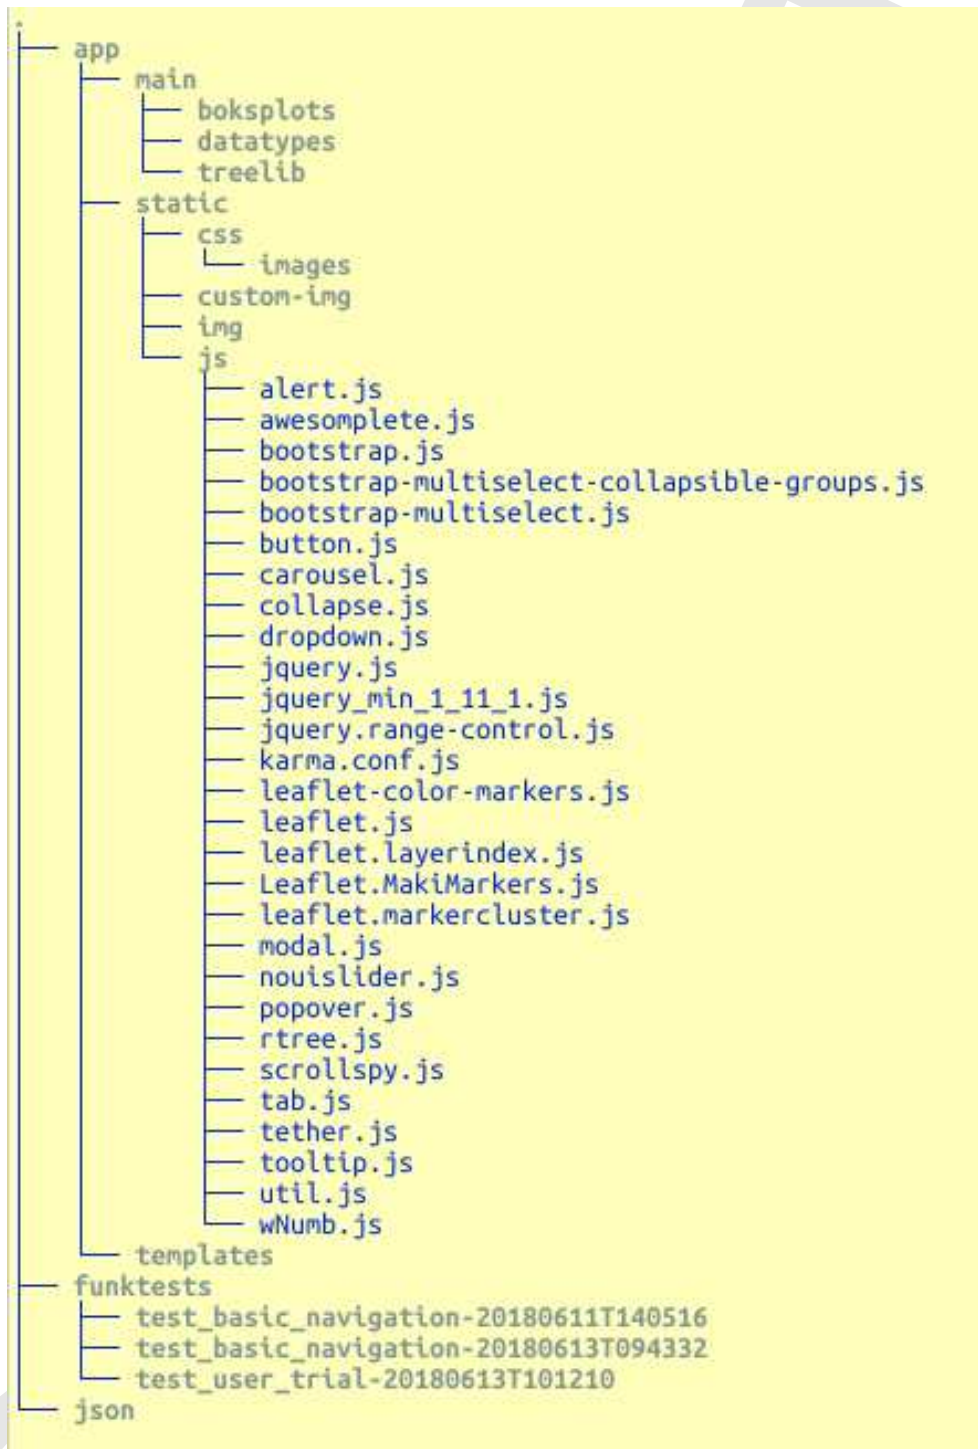 .
├── app
│   ├── main
│   │   ├── boksplots
│   │   ├── datatypes
│   │   └── treelib
│   ├── static
│   │   ├── css
│   │   │   └── images
│   │   ├── custom-img
│   │   ├── img
│   │   └── js
│   │       ├── alert.js
│   │       ├── awesomplete.js
│   │       ├── bootstrap.js
│   │       ├── bootstrap-multiselect-collapsible-groups.js
│   │       ├── bootstrap-multiselect.js
│   │       ├── button.js
│   │       ├── carousel.js
│   │       ├── collapse.js
│   │       ├── dropdown.js
│   │       ├── jquery.js
│   │       ├── jquery_min_1_11_1.js
│   │       ├── jquery.range-control.js
│   │       ├── karma.conf.js
│   │       ├── leaflet-color-markers.js
│   │       ├── leaflet.js
│   │       ├── leaflet.layerindex.js
│   │       ├── Leaflet.MakiMarkers.js
│   │       ├── leaflet.markercluster.js
│   │       ├── modal.js
│   │       ├── nouislider.js
│   │       ├── popover.js
│   │       ├── rtree.js
│   │       ├── scrollspy.js
│   │       ├── tab.js
│   │       ├── tether.js
│   │       ├── tooltip.js
│   │       ├── util.js
│   │       └── wNumb.js
│   └── templates
├── funktests
│   ├── test_basic_navigation-20180611T140516
│   ├── test_basic_navigation-20180613T094332
│   └── test_user_trial-20180613T101210
└── json